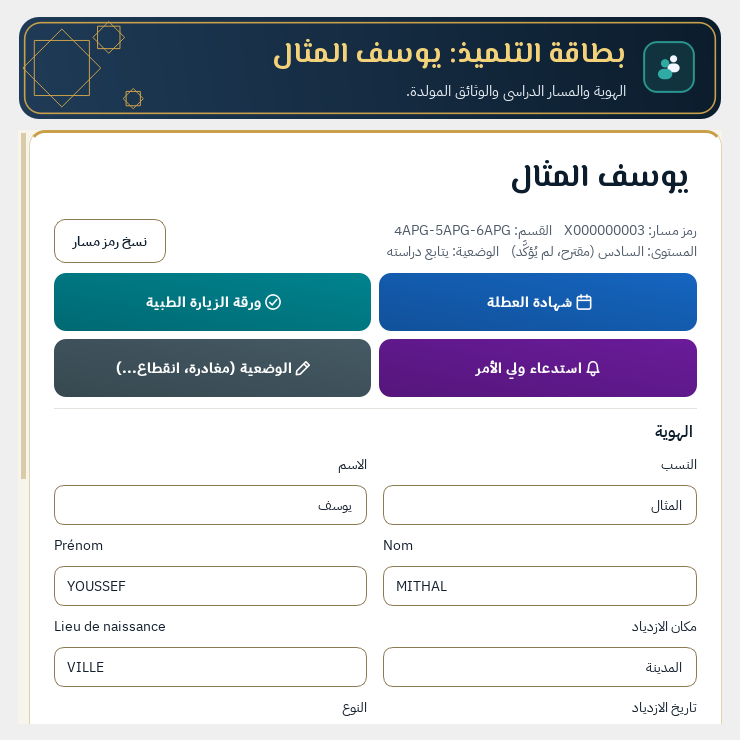 بطاقة التلميذ: يوسف المثال
الهوية والمسار الدراسي والوثائق المولدة.
يوسف المثال
رمز مسار: X000000003 القسم: 4APG-5APG-6APG
المستوى: السادس (مقترح، لم يُؤكَّد) الوضعية: يتابع دراسته
نسخ رمز مسار
شهادة العطلة
ورقة الزيارة الطبية
استدعاء ولي الأمر
الوضعية (مغادرة، انقطاع...)
الهوية
النسب
الاسم
المثال
يوسف
Nom
Prénom
MITHAL
YOUSSEF
مكان الازدياد
Lieu de naissance
المدينة
VILLE
تاريخ الازدياد
النوع